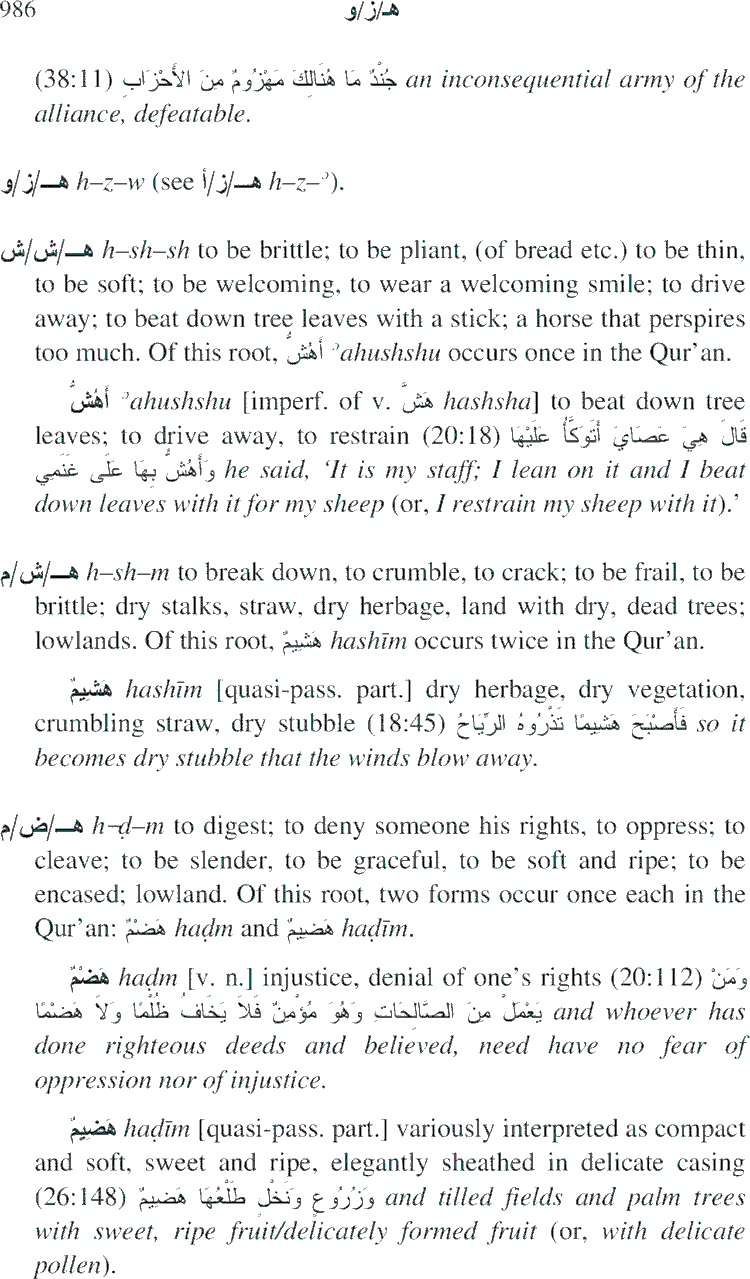 986 هـ/ز/و
(38:11) جُنْدٌ مَا هُنَالِكَ مَهْزُومٌ مِنَ الأَحْزَابِ an inconsequential army of the
alliance, defeatable.
هـ/ز/و h–z–w (see هـ/ز/أ h–z–ʾ).
هـ/ش/ش h–sh–sh to be brittle; to be pliant, (of bread etc.) to be thin,
to be soft; to be welcoming, to wear a welcoming smile; to drive
away; to beat down tree leaves with a stick; a horse that perspires
too much. Of this root, أَهُشُّ ʾahushshu occurs once in the Qur’an.
أَهُشُّ ʾahushshu [imperf. of v. هَشَّ hashsha] to beat down tree
leaves; to drive away, to restrain (20:18) قَالَ هِيَ عَصَايَ أَتَوَكَّأُ عَلَيْهَا
وَأَهُشُّ بِهَا عَلَى غَنَمِي he said, ‘It is my staff; I lean on it and I beat
down leaves with it for my sheep (or, I restrain my sheep with it).’
هـ/ش/م h–sh–m to break down, to crumble, to crack; to be frail, to be
brittle; dry stalks, straw, dry herbage, land with dry, dead trees;
lowlands. Of this root, هَشِيمٌ hashīm occurs twice in the Qur’an.
هَشِيمٌ hashīm [quasi-pass. part.] dry herbage, dry vegetation,
crumbling straw, dry stubble (18:45) فَأَصْبَحَ هَشِيمًا تَذْرُوهُ الرِّيَاحُ so it
becomes dry stubble that the winds blow away.
هـ/ض/م h–ḍ–m to digest; to deny someone his rights, to oppress; to
cleave; to be slender, to be graceful, to be soft and ripe; to be
encased; lowland. Of this root, two forms occur once each in the
Qur’an: هَضْمٌ haḍm and هَضِيمٌ haḍīm.
هَضْمٌ haḍm [v. n.] injustice, denial of one’s rights (20:112) وَمَنْ
يَعْمَلْ مِنَ الصَّالِحَاتِ وَهُوَ مُؤْمِنٌ فَلاَ يَخَافُ ظُلْمًا وَلاَ هَضْمًا and whoever has
done righteous deeds and believed, need have no fear of
oppression nor of injustice.
هَضِيمٌ haḍīm [quasi-pass. part.] variously interpreted as compact
and soft, sweet and ripe, elegantly sheathed in delicate casing
(26:148) وَزُرُوعٍ وَنَخْلٍ طَلْعُهَا هَضِيمٌ and tilled fields and palm trees
with sweet, ripe fruit/delicately formed fruit (or, with delicate
pollen).